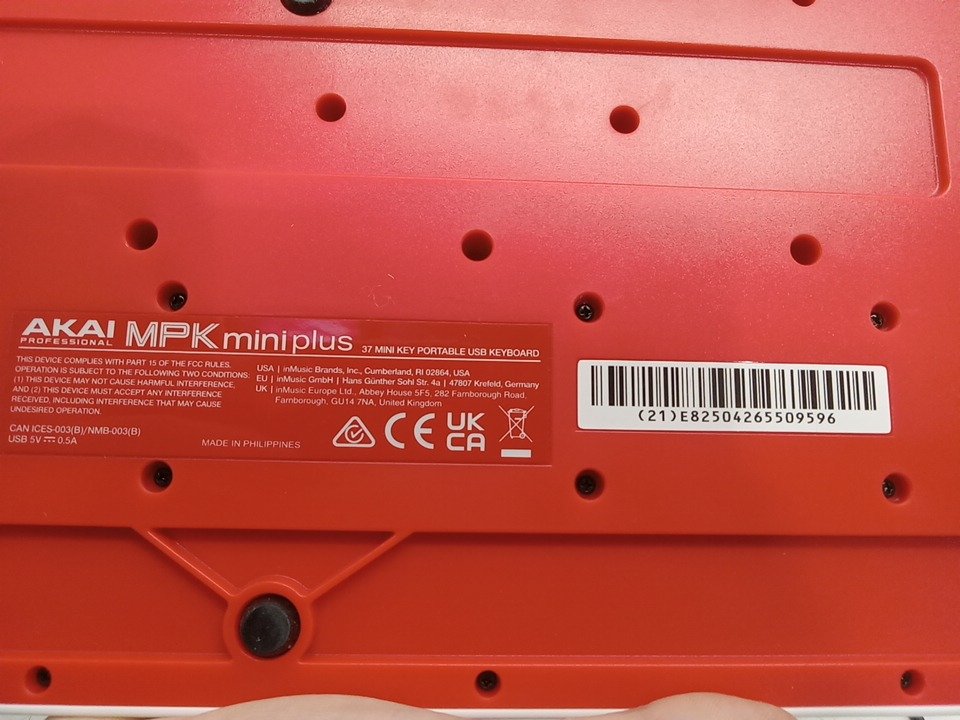 AKAI PROFESSIONAL MPK mini plus 37 MINI KEY PORTABLE USB KEYBOARD
THIS DEVICE COMPLIES WITH PART 15 OF THE FCC RULES.
OPERATION IS SUBJECT TO THE FOLLOWING TWO CONDITIONS:
(1) THIS DEVICE MAY NOT CAUSE HARMFUL INTERFERENCE,
AND (2) THIS DEVICE MUST ACCEPT ANY INTERFERENCE
RECEIVED, INCLUDING INTERFERENCE THAT MAY CAUSE
UNDESIRED OPERATION.
CAN ICES-003(B)/NMB-003(B)
USB 5V ⎓ 0.5A
USA | inMusic Brands, Inc., Cumberland, RI 02864, USA
EU | inMusic GmbH | Hans Günther Sohl Str. 4a | 47807 Krefeld, Germany
UK | inMusic Europe Ltd., Abbey House 5F5, 282 Farnborough Road,
Farnborough, GU14 7NA, United Kingdom
MADE IN PHILIPPINES
CE
UK
CA
(21)E82504265509596